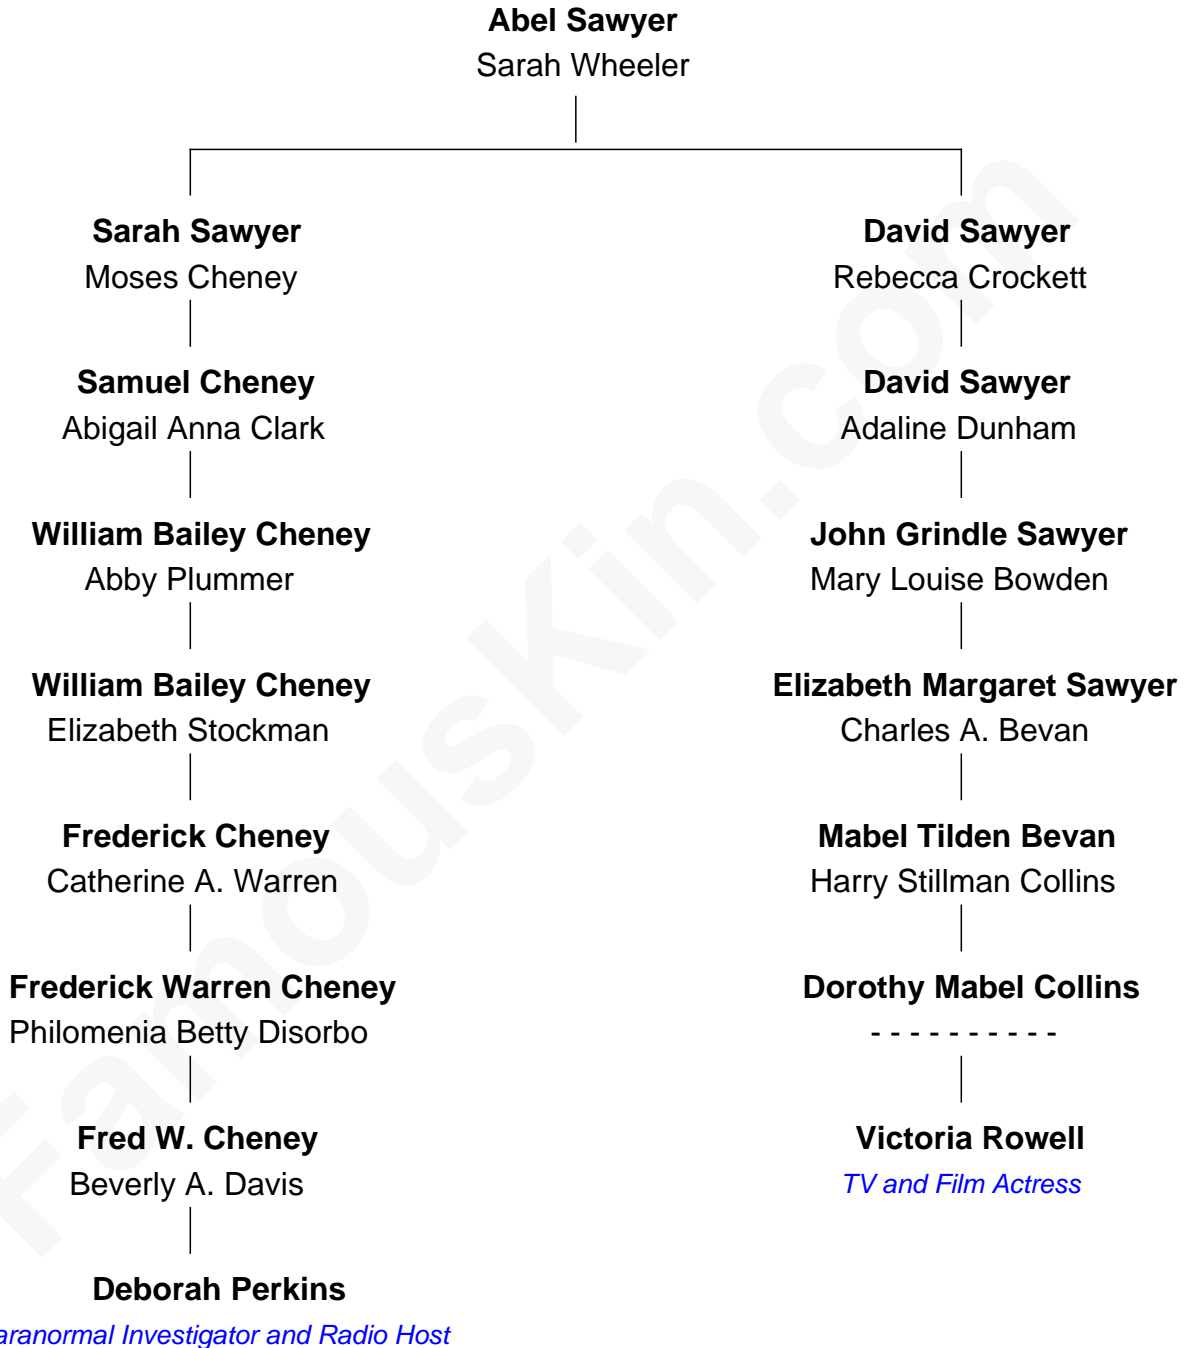 Abel Sawyer
Sarah Wheeler
Sarah Sawyer
Moses Cheney
Samuel Cheney
Abigail Anna Clark
William Bailey Cheney
Abby Plummer
William Bailey Cheney
Elizabeth Stockman
Frederick Cheney
Catherine A. Warren
Frederick Warren Cheney
Philomenia Betty Disorbo
Fred W. Cheney
Beverly A. Davis
Deborah Perkins
aranormal Investigator and Radio Host
David Sawyer
Rebecca Crockett
David Sawyer
Adaline Dunham
John Grindle Sawyer
Mary Louise Bowden
Elizabeth Margaret Sawyer
Charles A. Bevan
Mabel Tilden Bevan
Harry Stillman Collins
Dorothy Mabel Collins
- - - - - - - - - -
Victoria Rowell
TV and Film Actress
FamousKin.com